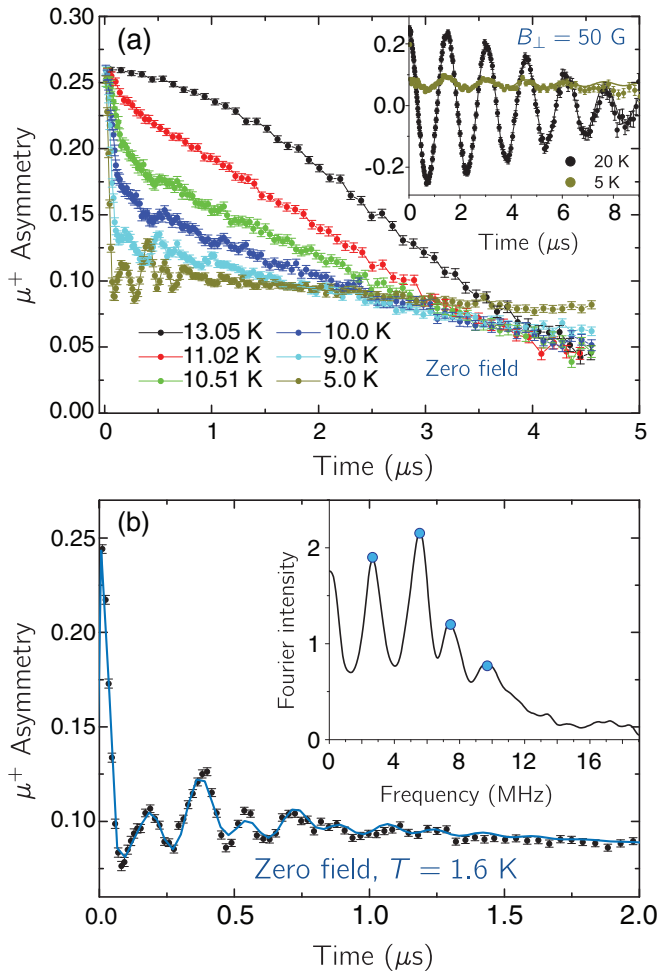 (a)
B⊥ = 50 G
0.30
0.25
0.20
0.15
0.10
0.05
0.00
μ+ Asymmetry
0.2
0.0
-0.2
0 2 4 6 8
Time (μs)
20 K
5 K
13.05 K 10.0 K
11.02 K 9.0 K
10.51 K 5.0 K
Zero field
0 1 2 3 4 5
Time (μs)
(b)
0.25
0.20
0.15
0.10
μ+ Asymmetry
2
1
0
Fourier intensity
0 4 8 12 16
Frequency (MHz)
Zero field, T = 1.6 K
0.0 0.5 1.0 1.5 2.0
Time (μs)